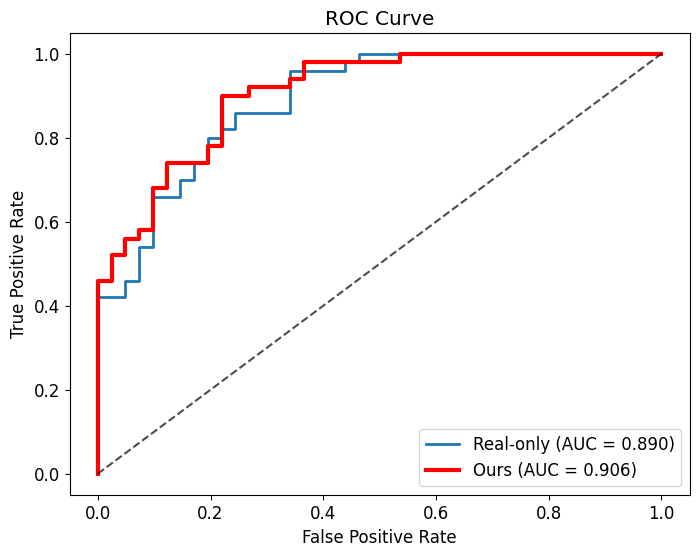 ROC Curve
True Positive Rate
1.0
0.8
0.6
0.4
0.2
0.0
0.0 0.2 0.4 0.6 0.8 1.0
False Positive Rate
Real-only (AUC = 0.890)
Ours (AUC = 0.906)